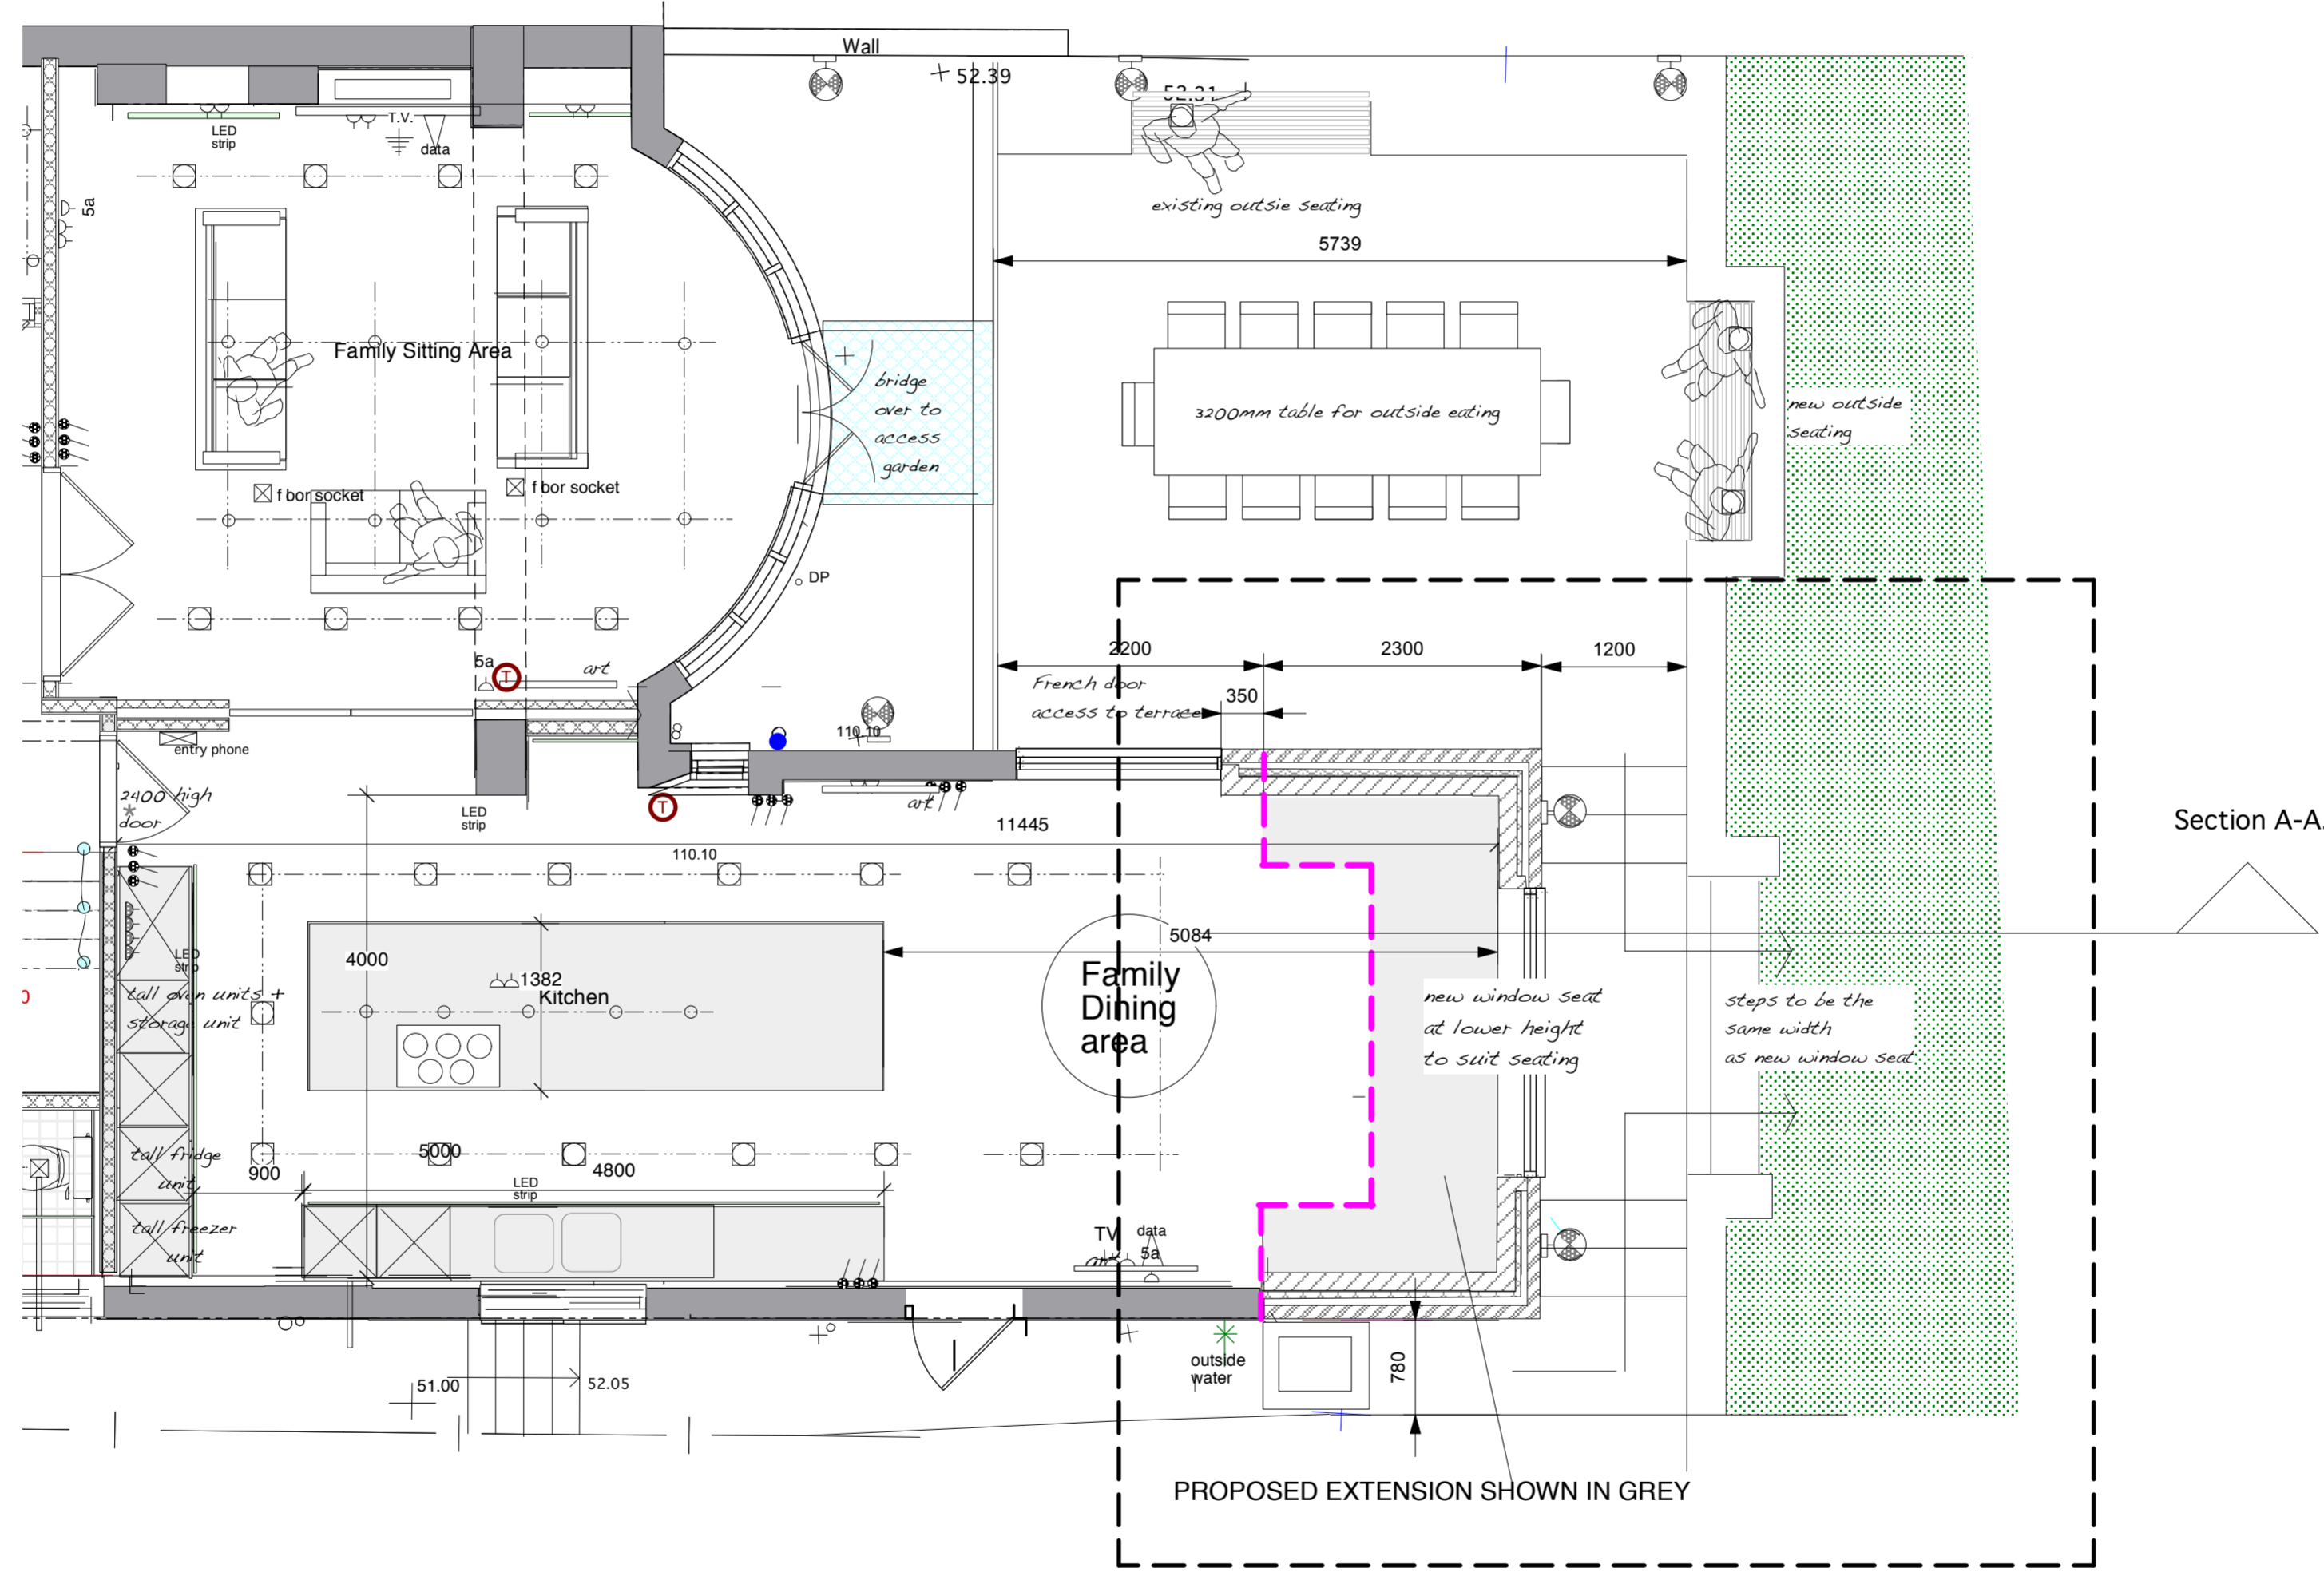 Wall
52.39
52.31
LED
strip
T.V.
data
5a
existing outsie seating
5739
Family Sitting Area
bridge
over to
access
garden
3200mm table for outside eating
new outside
seating
f bor socket
f bor socket
DP
5a
T
art
2200
2300
1200
French door
access to terrace
350
entry phone
110.10
2400 high
door
LED
strip
T
art
11445
110.10
Section A-A
5084
4000
1382
Kitchen
LED
strip
tall oven units +
storage unit
Family
Dining
area
new window seat
at lower height
to suit seating
steps to be the
same width
as new window seat
0
tall fridge
unit
900
5000
4800
LED
strip
tall freezer
unit
TV
data
art
5a
outside
water
780
51.00
52.05
PROPOSED EXTENSION SHOWN IN GREY